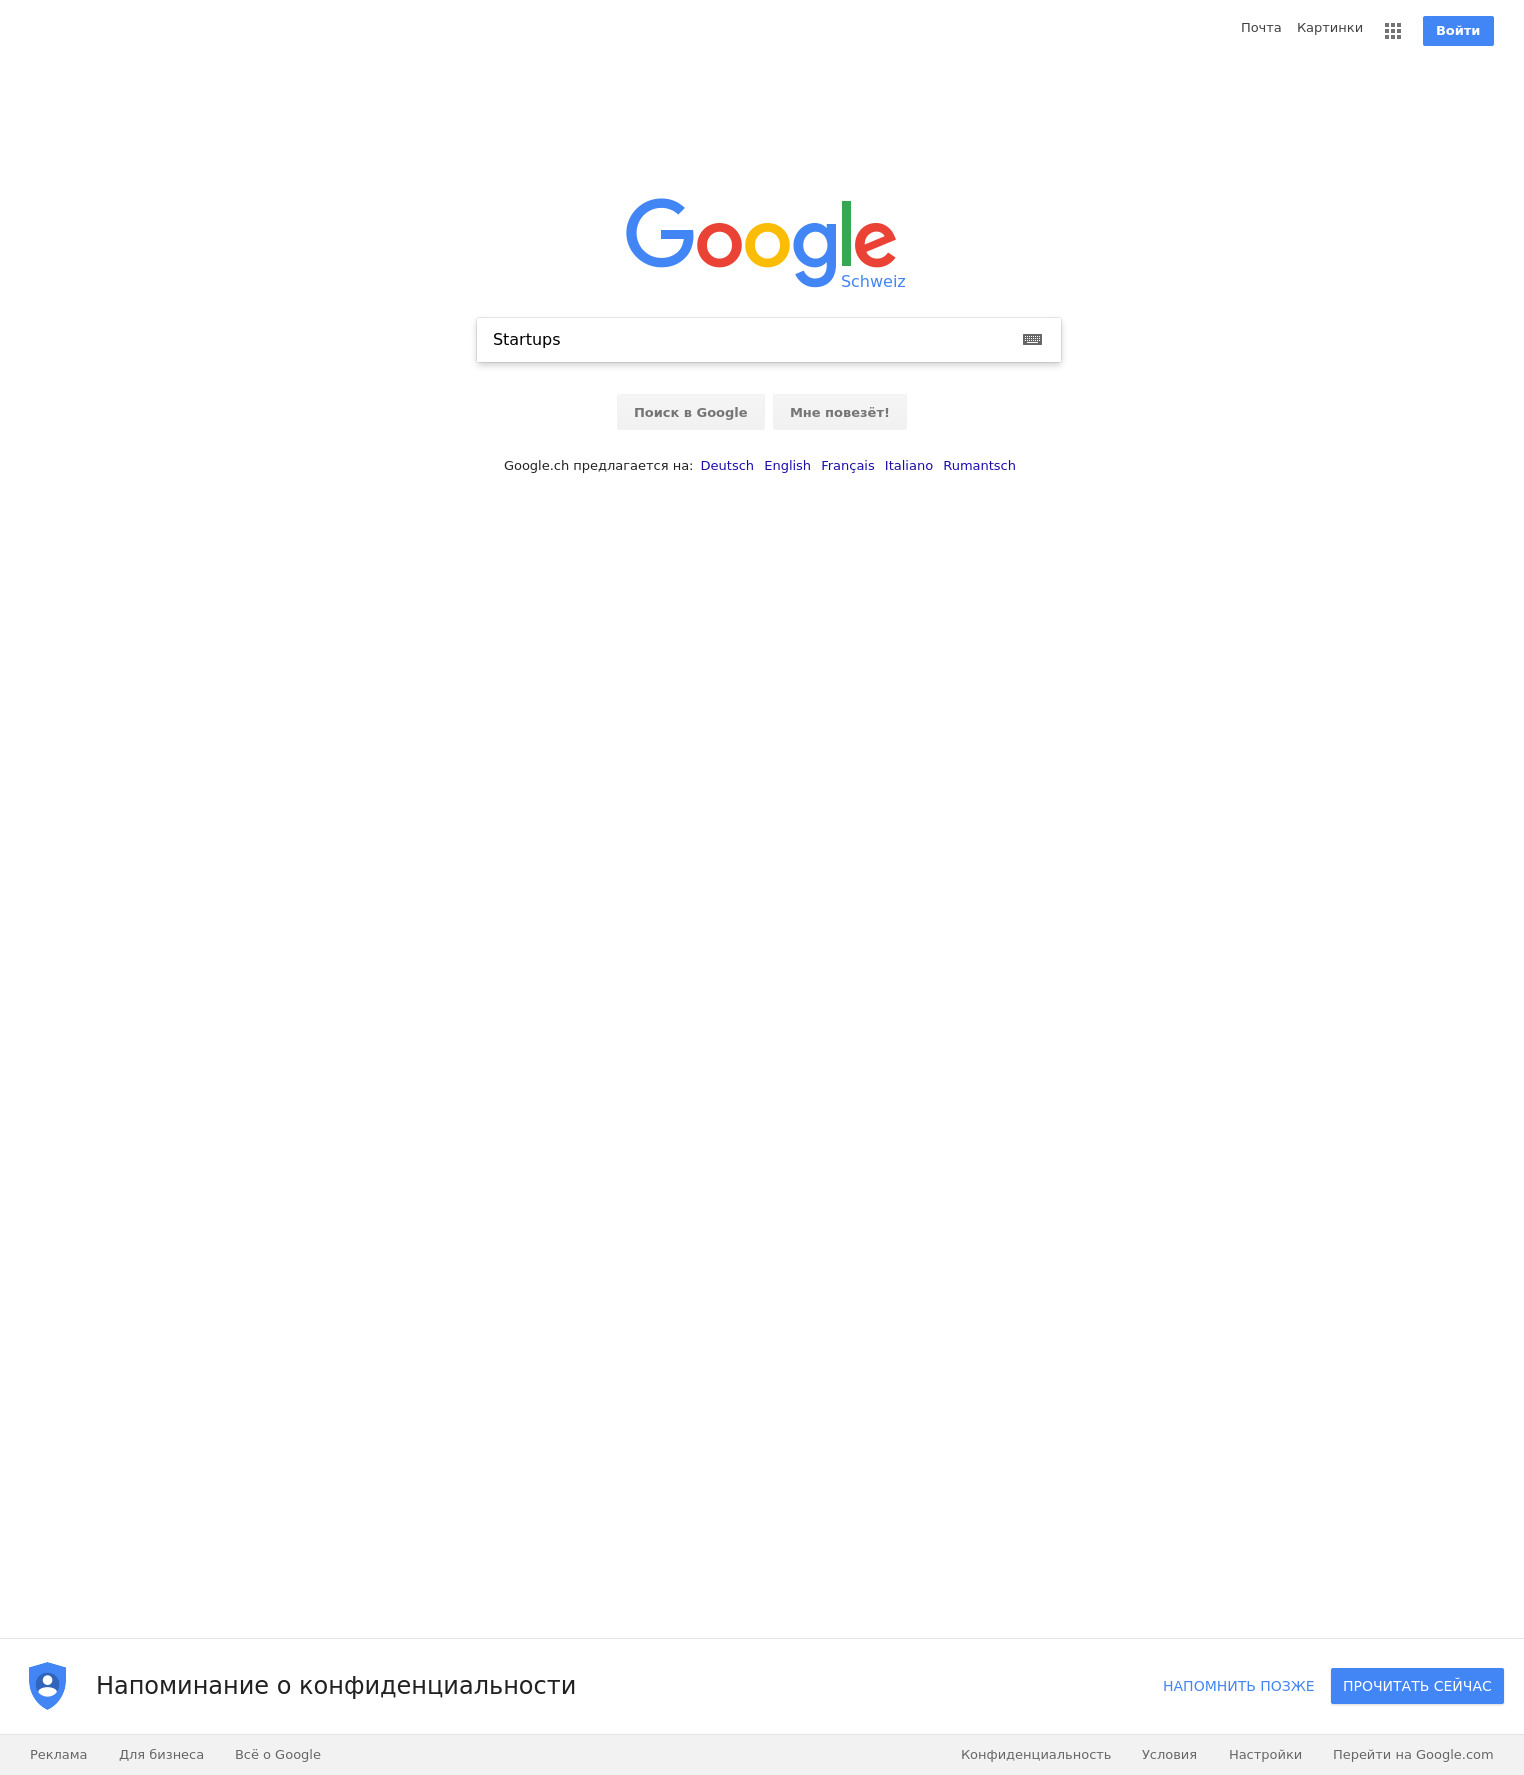 Почта Картинки Войти
Google
Schweiz
Startups
Поиск в Google Мне повезёт!
Google.ch предлагается на: Deutsch English Français Italiano Rumantsch
Напоминание о конфиденциальности НАПОМНИТЬ ПОЗЖЕ ПРОЧИТАТЬ СЕЙЧАС
Реклама Для бизнеса Всё о Google Конфиденциальность Условия Настройки Перейти на Google.com